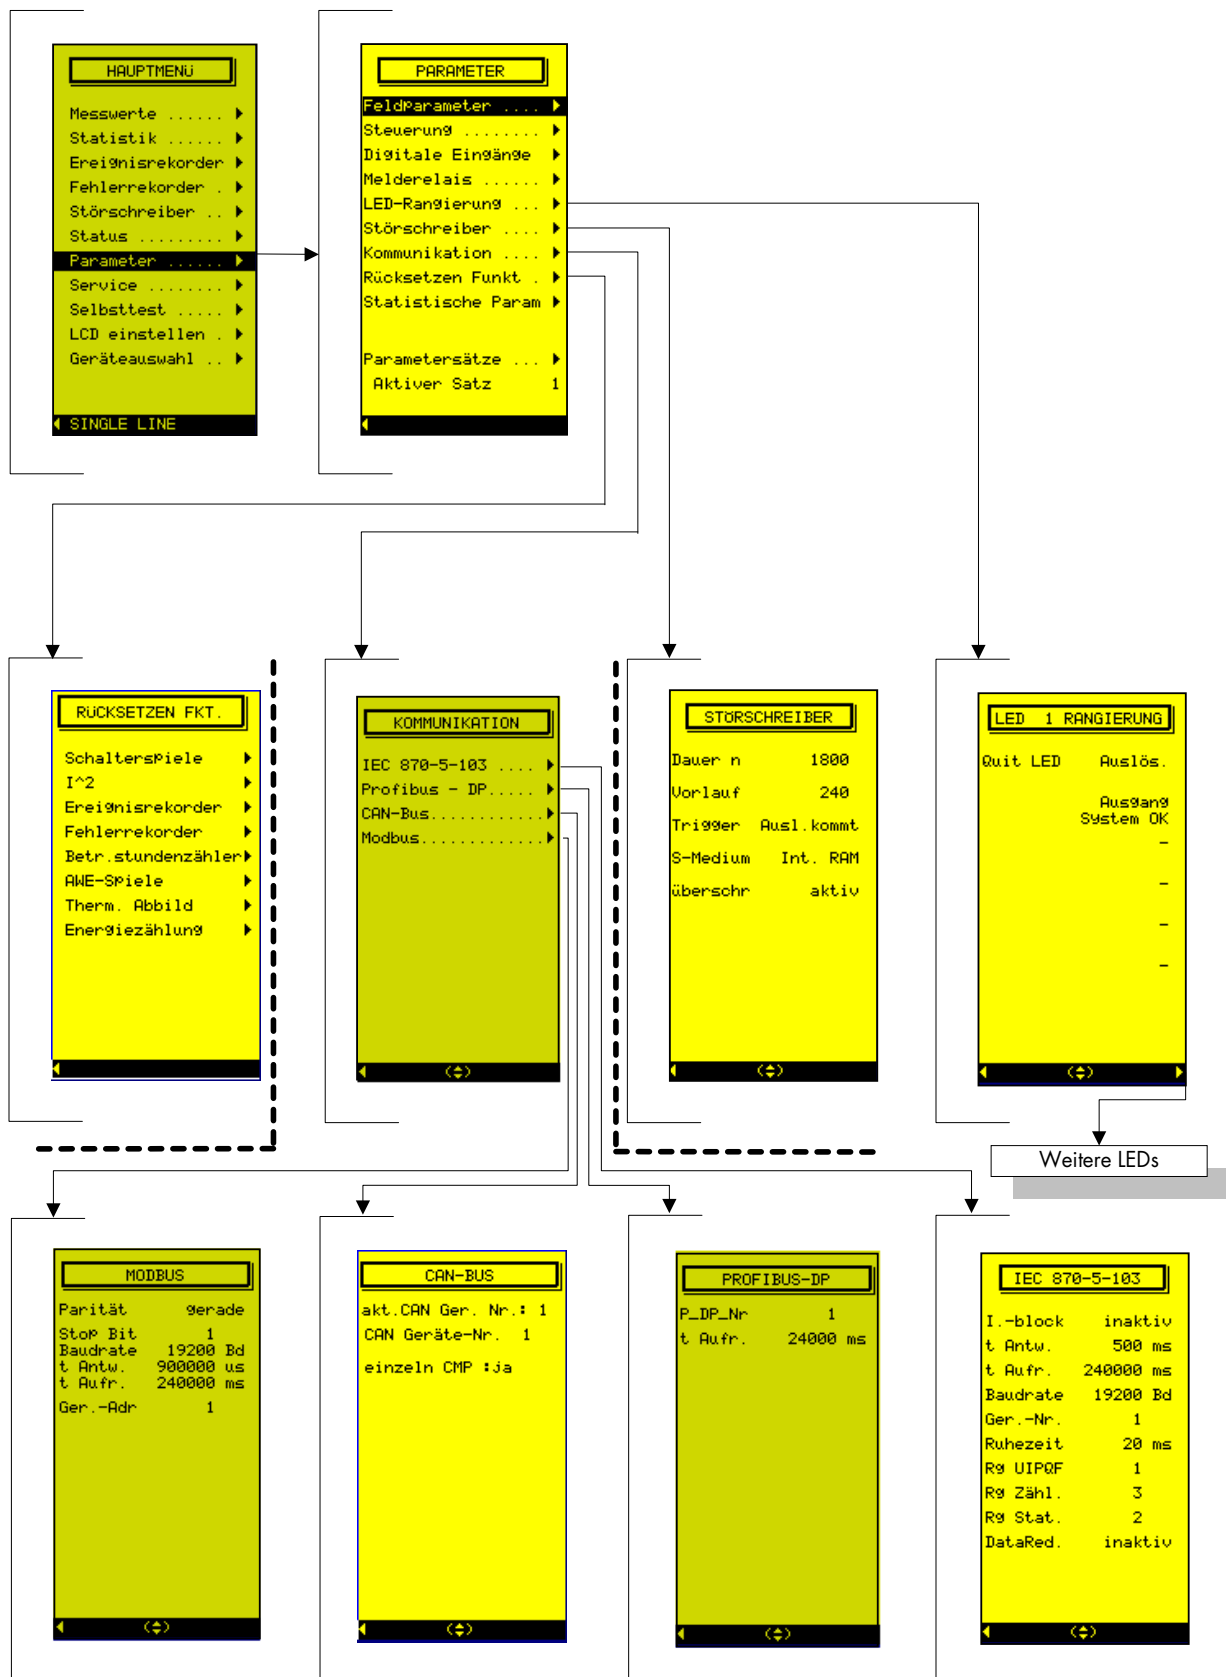 HAUPTMENü
Messwerte ......
Statistik ......
Ereignisrekorder
Fehlerrekorder .
Störschreiber ..
Status .........
Parameter ......
Service ........
Selbsttest .....
LCD einstellen .
Geräteauswahl ..
SINGLE LINE
PARAMETER
Feldparameter ....
Steuerung ........
Digitale Eingänge
Melderelais ......
LED-Rangierung ...
Störschreiber ....
Kommunikation ....
Rücksetzen Funkt .
Statistische Param
Parametersätze ...
Aktiver Satz 1
RüCKSETZEN FKT.
Schalterspiele
I^2
Ereignisrekorder
Fehlerrekorder
Betr.stundenzähler
AWE-Spiele
Therm. Abbild
Energiezählung
KOMMUNIKATION
IEC 870-5-103 ....
Profibus - DP.....
CAN-Bus...........
Modbus............
STöRSCHREIBER
Dauer n 1800
Vorlauf 240
Trigger Ausl.kommt
S-Medium Int. RAM
überschr aktiv
LED 1 RANGIERUNG
Quit LED Auslös.
Ausgang
System OK
-
-
-
-
Weitere LEDs
MODBUS
Parität gerade
Stop Bit 1
Baudrate 19200 Bd
t Antw. 900000 us
t Aufr. 240000 ms
Ger.-Adr 1
CAN-BUS
akt.CAN Ger. Nr.: 1
CAN Geräte-Nr. 1
einzeln CMP :ja
PROFIBUS-DP
P_DP_Nr 1
t Aufr. 24000 ms
IEC 870-5-103
I.-block inaktiv
t Antw. 500 ms
t Aufr. 240000 ms
Baudrate 19200 Bd
Ger.-Nr. 1
Ruhezeit 20 ms
Rg UIPQF 1
Rg Zähl. 3
Rg Stat. 2
DataRed. inaktiv